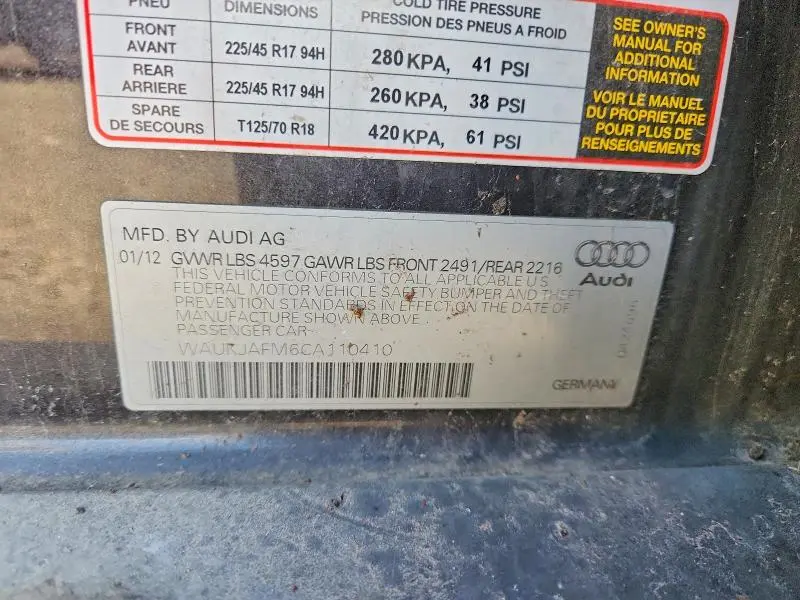 PNEU DIMENSIONS COLD TIRE PRESSURE
PRESSION DES PNEUS A FROID
FRONT
AVANT 225/45 R17 94H 280 KPA, 41 PSI
REAR
ARRIERE 225/45 R17 94H 260 KPA, 38 PSI
SPARE
DE SECOURS T125/70 R18 420 KPA, 61 PSI
SEE OWNER'S
MANUAL FOR
ADDITIONAL
INFORMATION
VOIR LE MANUEL
DU PROPRIETAIRE
POUR PLUS DE
RENSEIGNEMENTS
MFD. BY AUDI AG
01/12 GVWR LBS 4597 GAWR LBS FRONT 2491/REAR 2216
THIS VEHICLE CONFORMS TO ALL APPLICABLE U.S.
FEDERAL MOTOR VEHICLE SAFETY BUMPER AND THEFT
PREVENTION STANDARDS IN EFFECT ON THE DATE OF
MANUFACTURE SHOWN ABOVE.
PASSENGER CAR
WAUKJAFM6CA110410
Audi
GERMANY